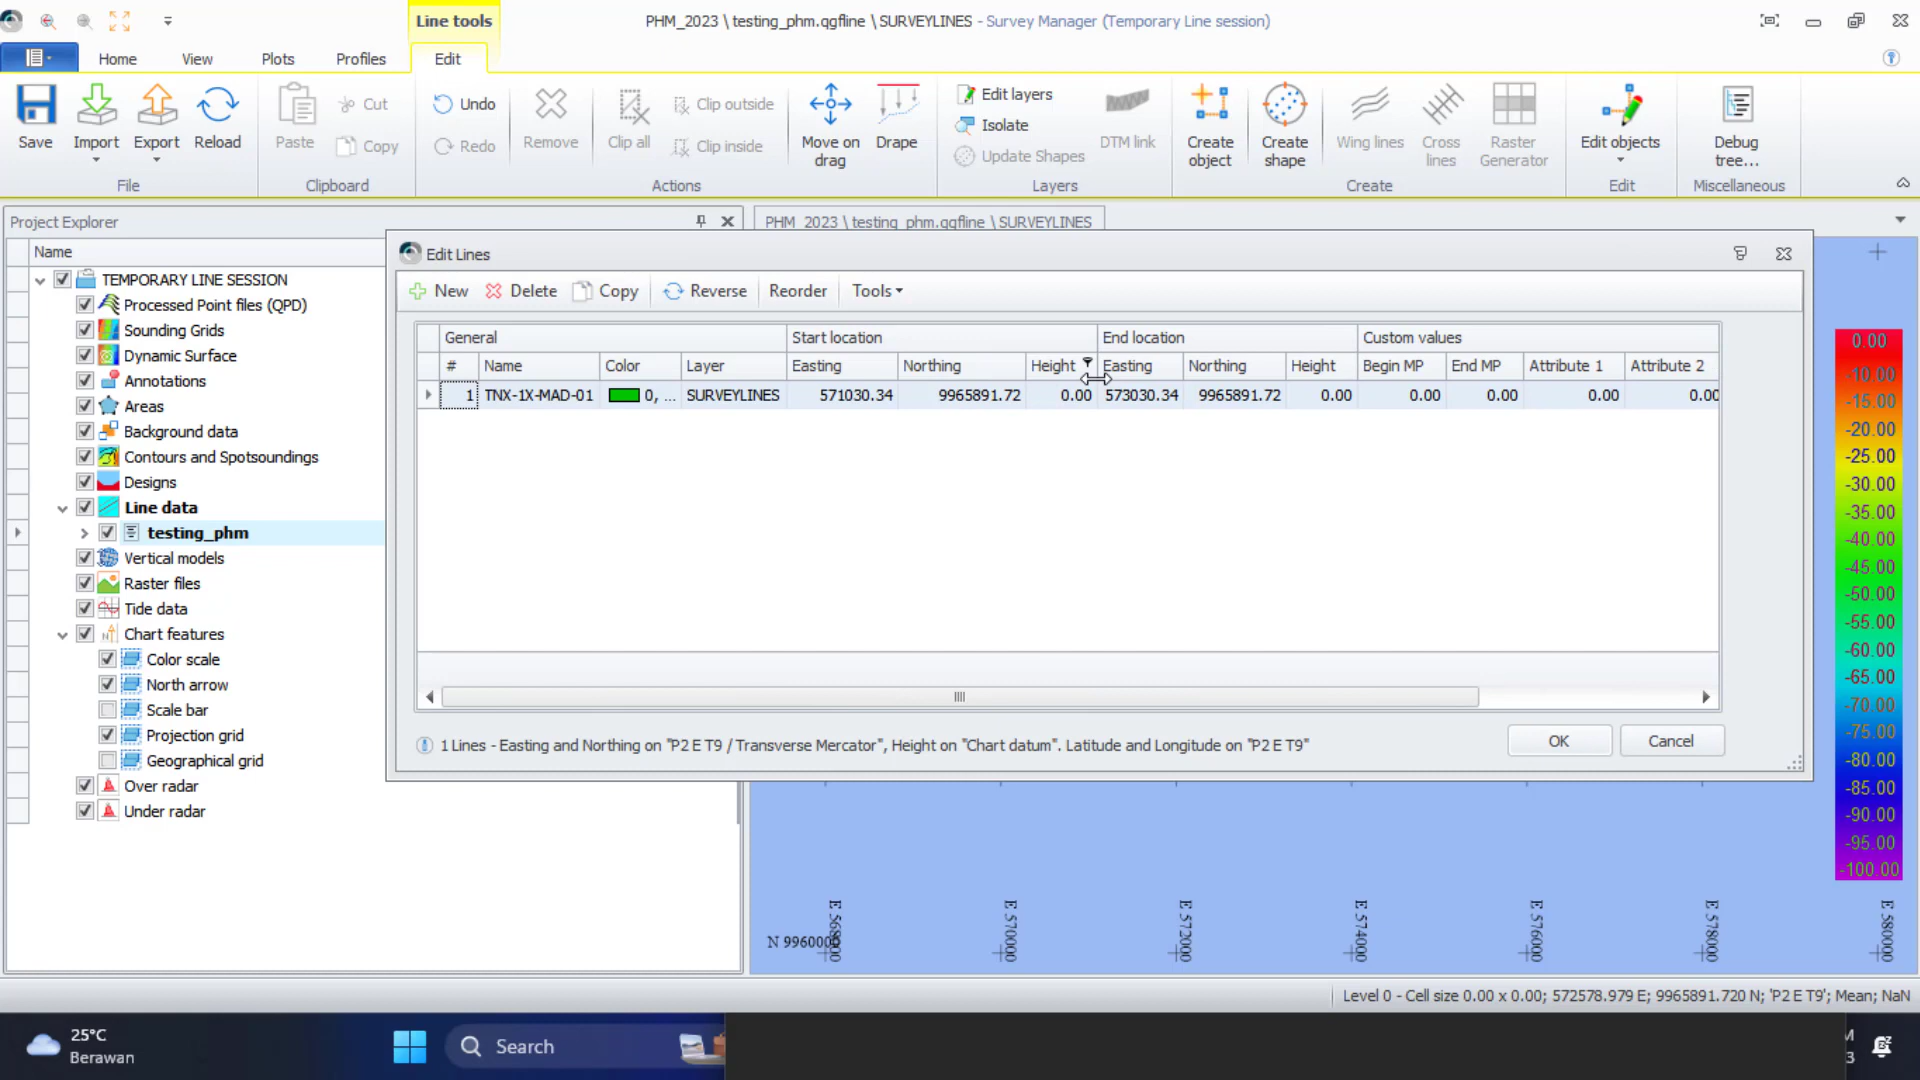 Line tools
PHM_2023 \ testing_phm.qgfline \ SURVEYLINES - Survey Manager (Temporary Line session)
Home View Plots Profiles Edit
Save Import Export Reload
File
Paste Cut Copy
Clipboard
Undo Redo Remove Clip all Clip outside Clip inside Move on drag Drape
Actions
Edit layers Isolate Update Shapes DTM link
Layers
Create object Create shape Wing lines Cross lines Raster Generator
Create
Edit objects
Edit
Debug tree...
Miscellaneous
Project Explorer
PHM_2023 \ testing_phm.qgfline \ SURVEYLINES
Name
TEMPORARY LINE SESSION
Processed Point files (QPD)
Sounding Grids
Dynamic Surface
Annotations
Areas
Background data
Contours and Spotsoundings
Designs
Line data
testing_phm
Vertical models
Raster files
Tide data
Chart features
Color scale
North arrow
Scale bar
Projection grid
Geographical grid
Over radar
Under radar
Edit Lines
New Delete Copy Reverse Reorder Tools
General Start location End location Custom values
# Name Color Layer Easting Northing Height Easting Northing Height Begin MP End MP Attribute 1 Attribute 2
1 TNX-1X-MAD-01 0, ... SURVEYLINES 571030.34 9965891.72 0.00 573030.34 9965891.72 0.00 0.00 0.00 0.00 0.00
1 Lines - Easting and Northing on "P2 E T9 / Transverse Mercator", Height on "Chart datum". Latitude and Longitude on "P2 E T9"
OK Cancel
0.00
-10.00
-15.00
-20.00
-25.00
-30.00
-35.00
-40.00
-45.00
-50.00
-55.00
-60.00
-65.00
-70.00
-75.00
-80.00
-85.00
-90.00
-95.00
-100.00
N 9960000
E 568000
E 570000
E 572000
E 574000
E 576000
E 578000
E 580000
Level 0 - Cell size 0.00 x 0.00; 572578.979 E; 9965891.720 N; 'P2 E T9'; Mean; NaN
25°C
Berawan
Search
M
3